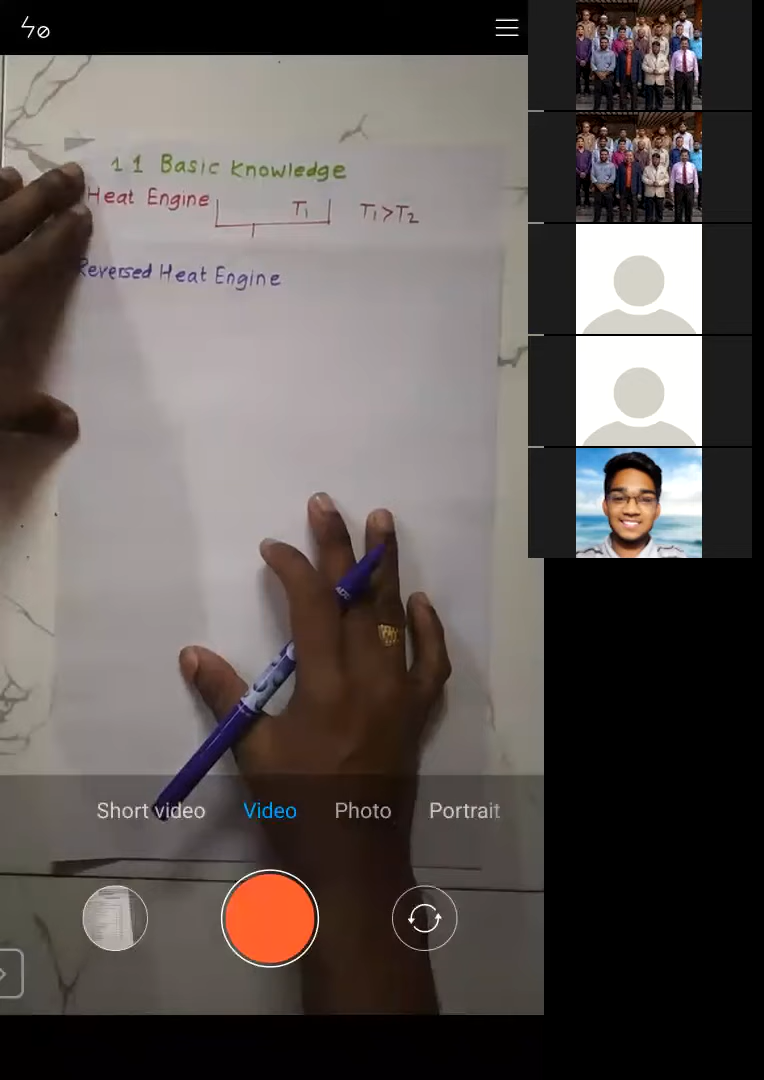 1 1 Basic Knowledge
Heat Engine T₁ T₁>T₂
Reversed Heat Engine
Short video Video Photo Portrait